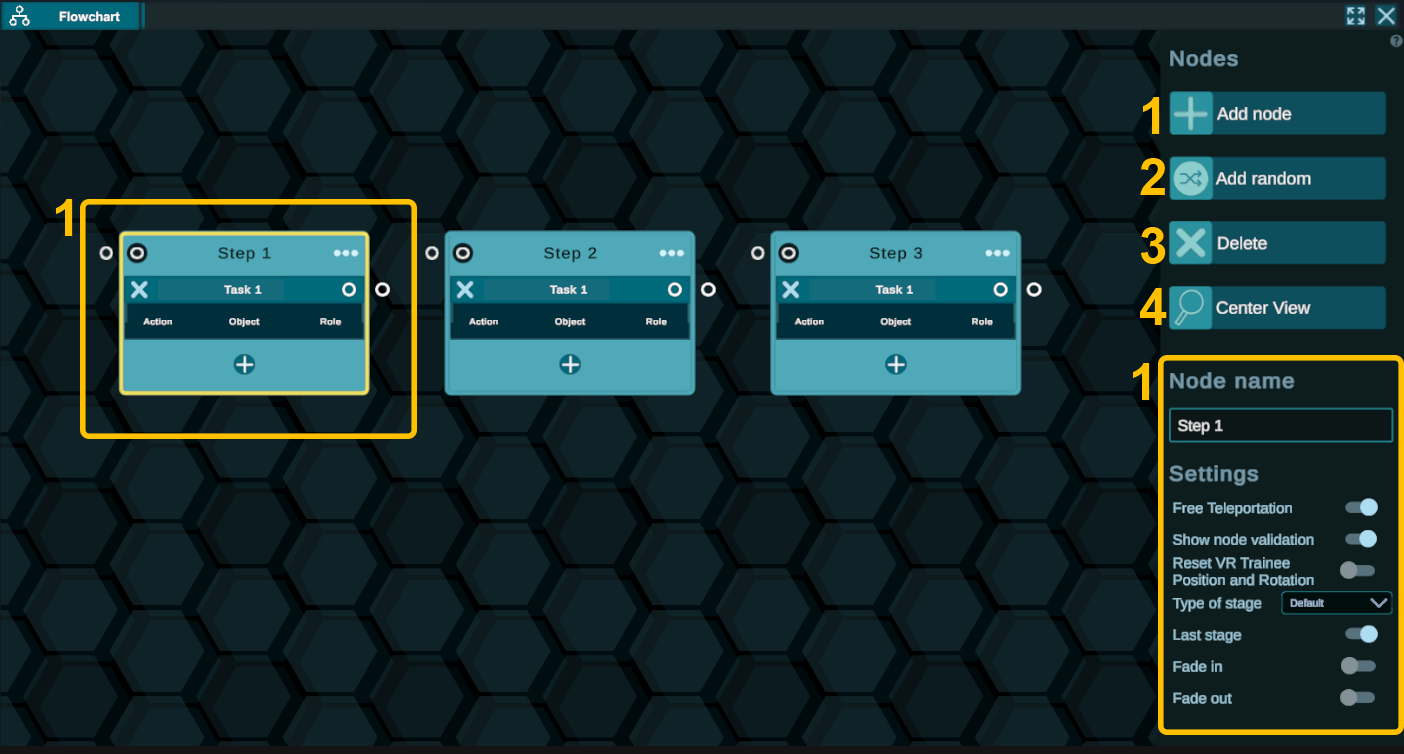 Flowchart
?
Nodes
1 Add node
2 Add random
3 Delete
4 Center View
1
Step 1
Task 1
Action Object Role
Step 2
Task 1
Action Object Role
Step 3
Task 1
Action Object Role
1 Node name
Step 1
Settings
Free Teleportation
Show node validation
Reset VR Trainee
Position and Rotation
Type of stage Default
Last stage
Fade in
Fade out